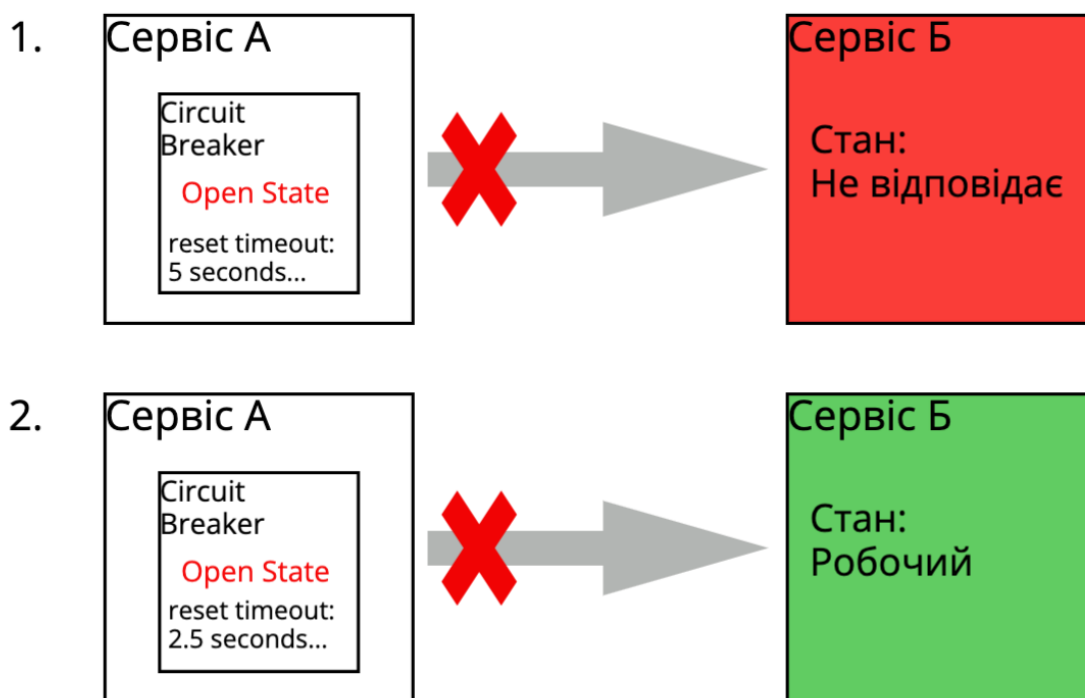 1.
Сервіс А
Circuit
Breaker
Open State
reset timeout:
5 seconds...
Сервіс Б
Стан:
Не відповідає
2.
Сервіс А
Circuit
Breaker
Open State
reset timeout:
2.5 seconds...
Сервіс Б
Стан:
Робочий